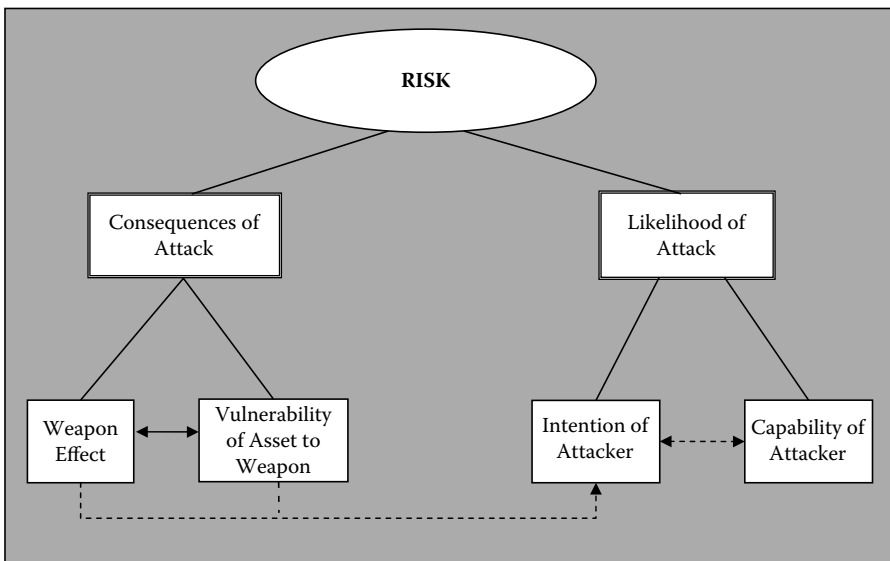 RISK
Consequences of
Attack
Likelihood of
Attack
Weapon
Effect
Vulnerability
of Asset to
Weapon
Intention of
Attacker
Capability of
Attacker